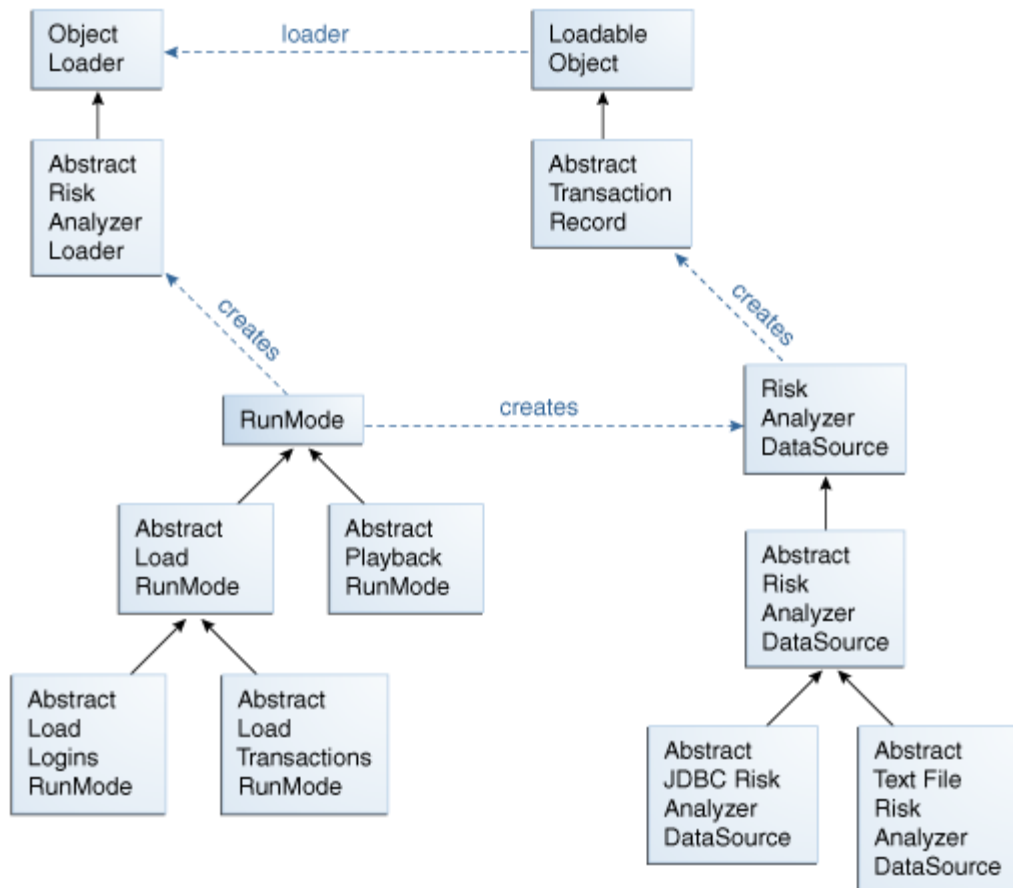 Object
Loader
loader
Loadable
Object
Abstract
Risk
Analyzer
Loader
Abstract
Transaction
Record
creates
creates
RunMode
creates
Risk
Analyzer
DataSource
Abstract
Load
RunMode
Abstract
Playback
RunMode
Abstract
Risk
Analyzer
DataSource
Abstract
Load
Logins
RunMode
Abstract
Load
Transactions
RunMode
Abstract
JDBC Risk
Analyzer
DataSource
Abstract
Text File
Risk
Analyzer
DataSource